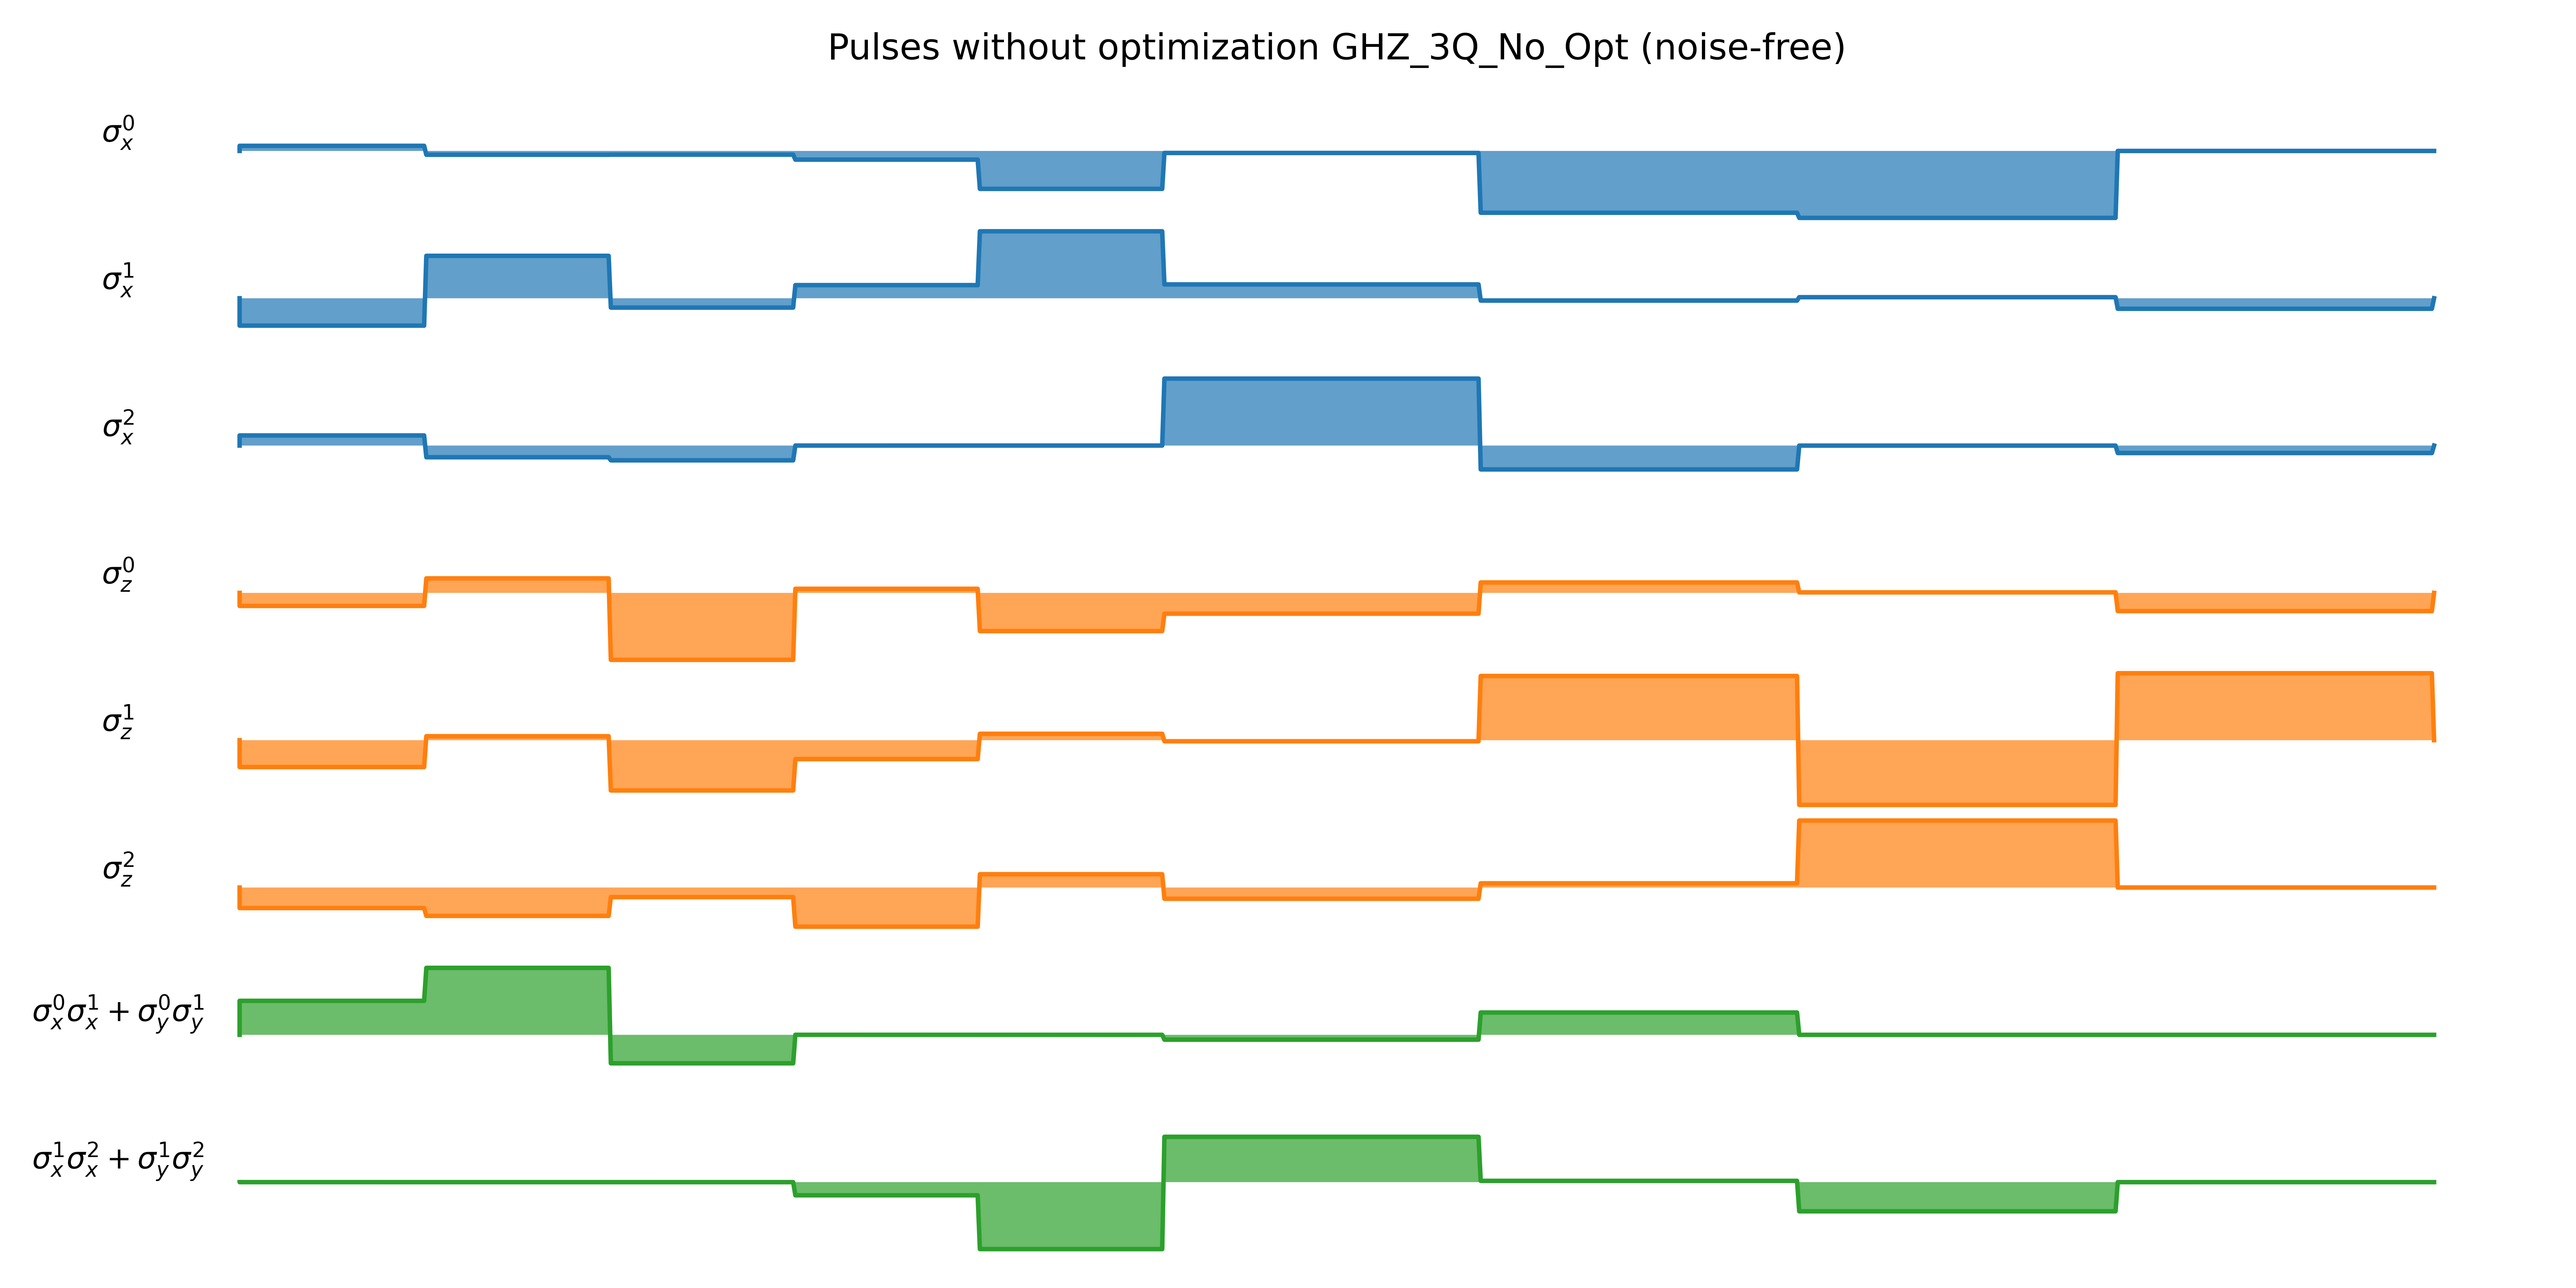 Pulses without optimization GHZ_3Q_No_Opt (noise-free)
σ_x^0
σ_x^1
σ_x^2
σ_z^0
σ_z^1
σ_z^2
σ_x^0σ_x^1 + σ_y^0σ_y^1
σ_x^1σ_x^2 + σ_y^1σ_y^2